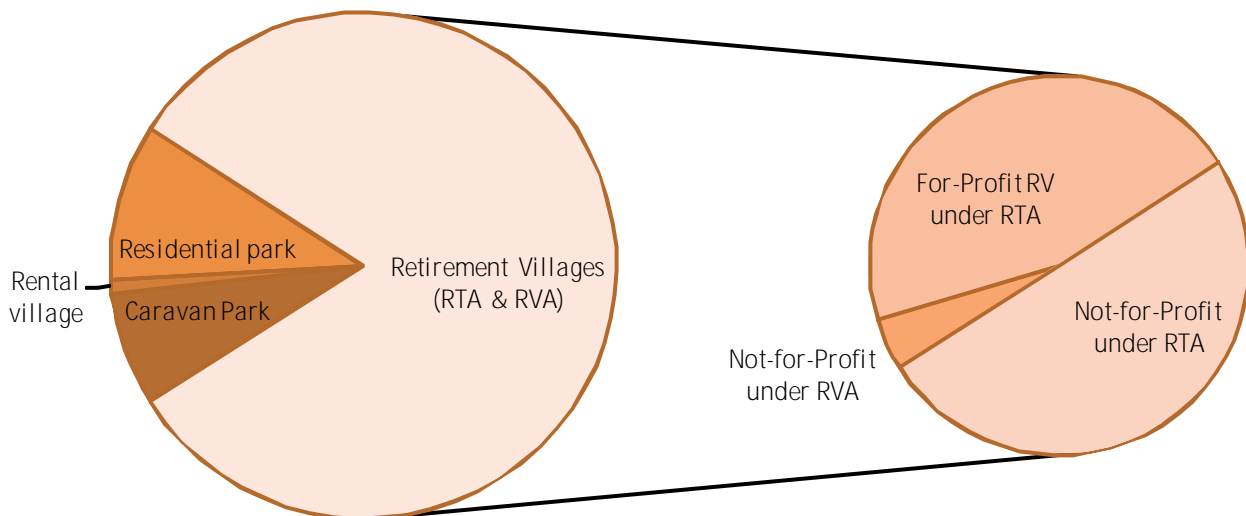 Residential park
Rental
village
Caravan Park
Retirement Villages
(RTA & RVA)
For-Profit RV
under RTA
Not-for-Profit
under RTA
Not-for-Profit
under RVA